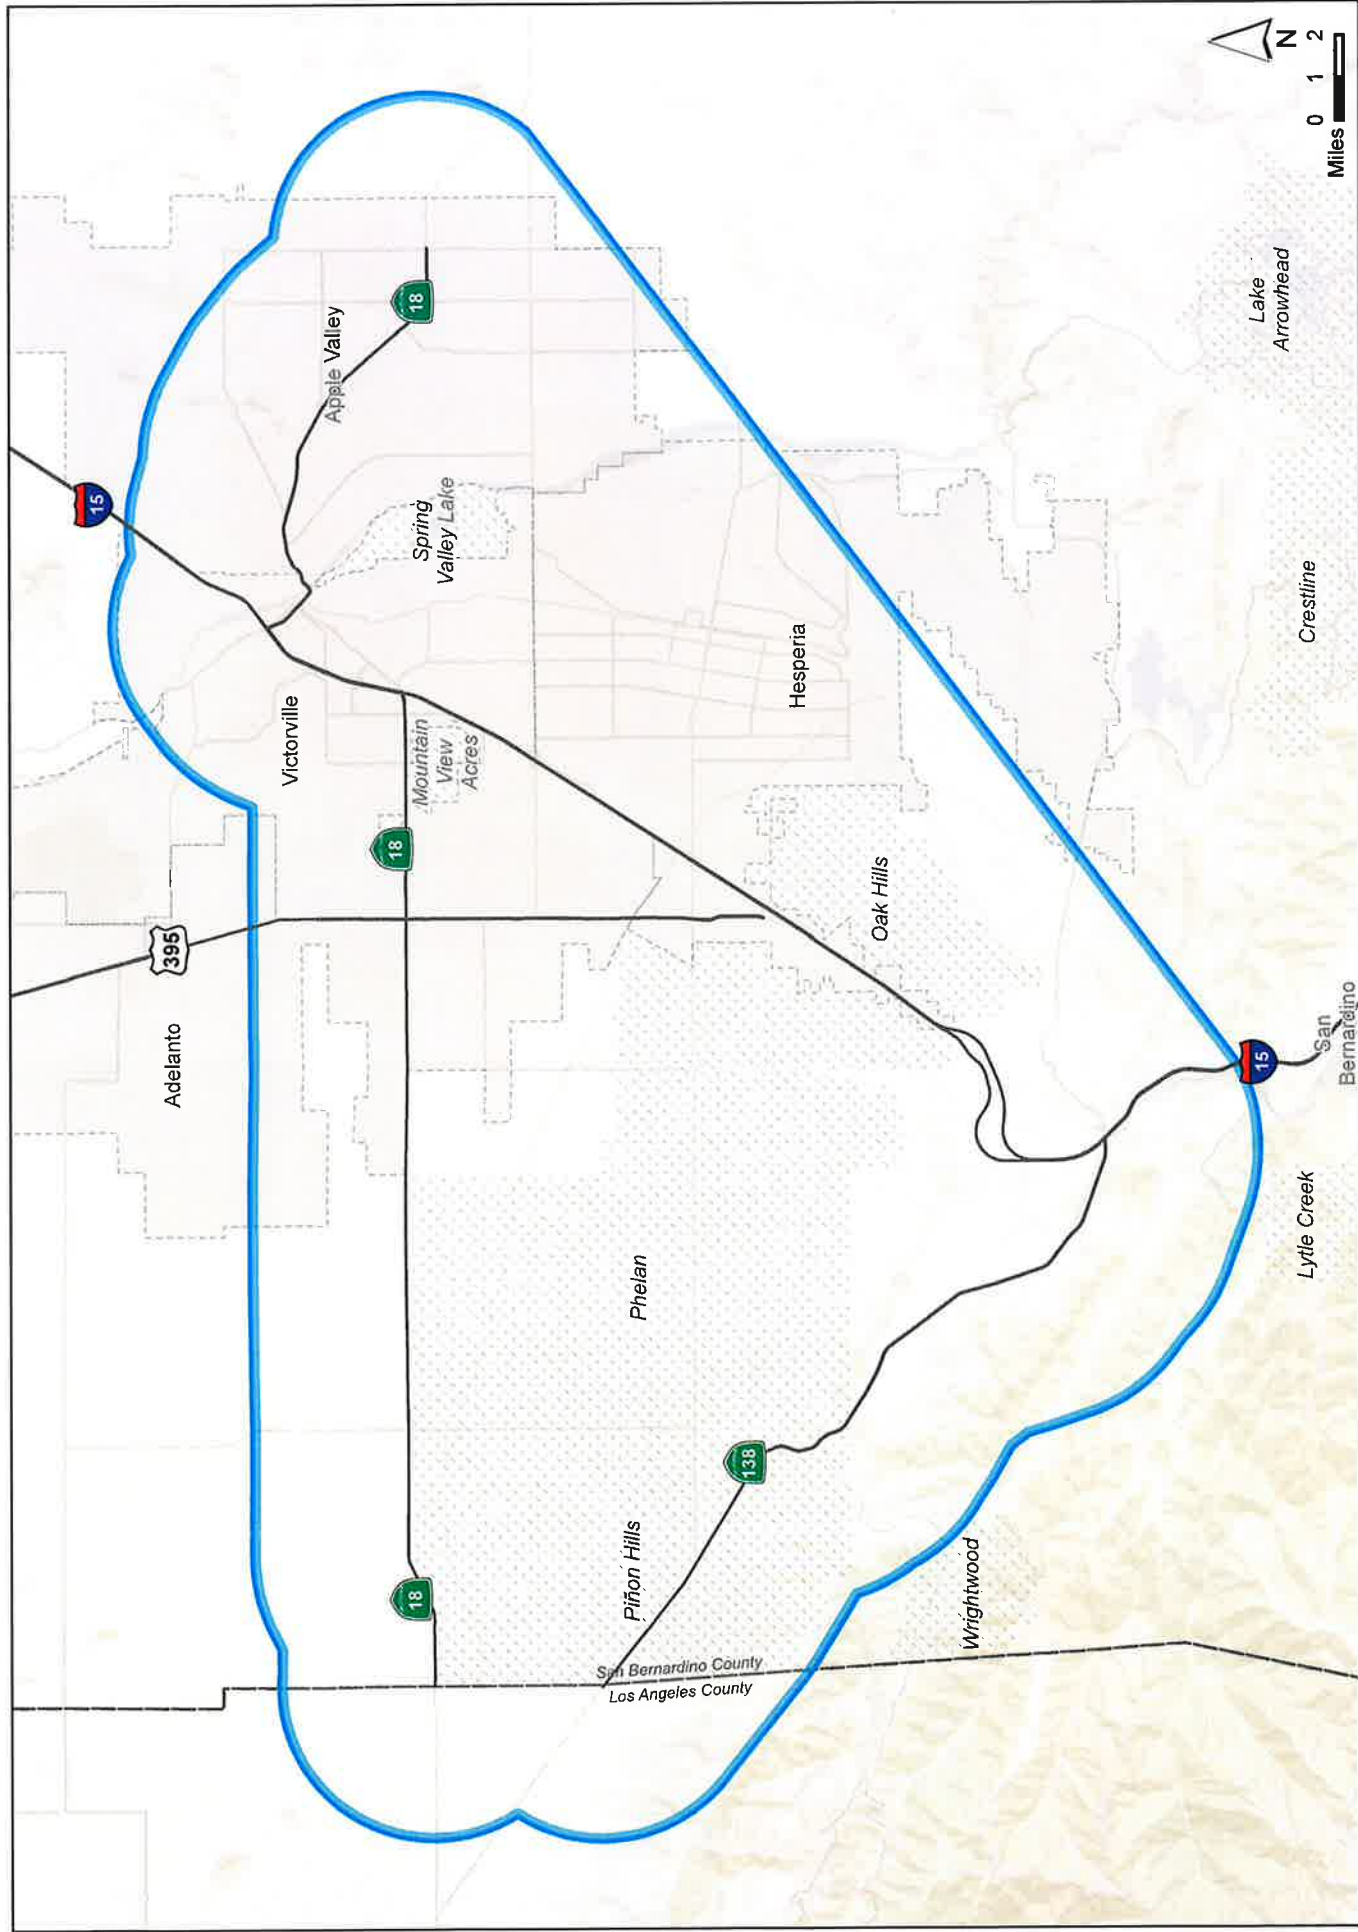 15
395
Adelanto
Victorville
Apple Valley
18
18
18
Mountain
View
Acres
Spring
Valley Lake
Phelan
Piñon Hills
Hesperia
138
San Bernardino County
Los Angeles County
Oak Hills
Wrightwood
Lake
Arrowhead
Crestline
15
Lytle Creek
San
Bernardino
N
0 1 2
Miles